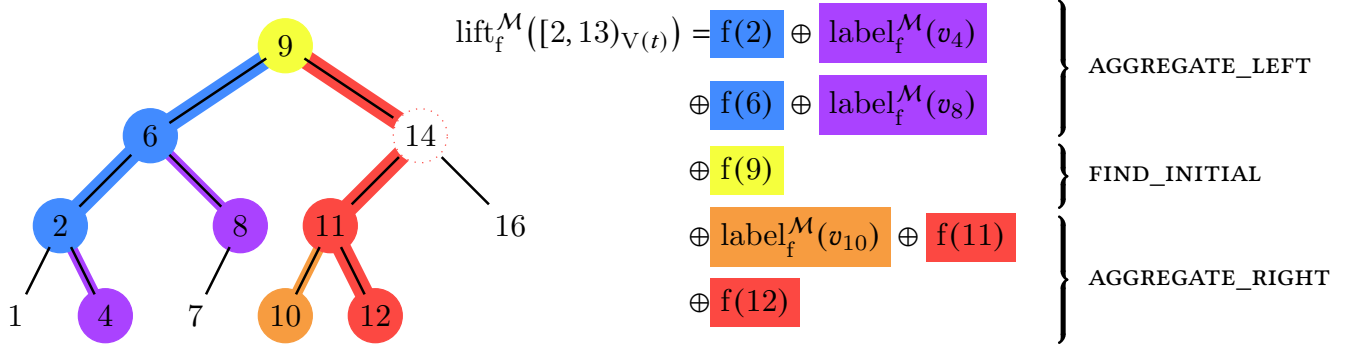 9
6
14
2
8
11
16
1
4
7
10
12
lift_f^ℳ([2, 13)_V(t)) = f(2) ⊕ label_f^ℳ(v_4)
⊕ f(6) ⊕ label_f^ℳ(v_8)
AGGREGATE_LEFT
⊕ f(9)
FIND_INITIAL
⊕ label_f^ℳ(v_10) ⊕ f(11)
⊕ f(12)
AGGREGATE_RIGHT